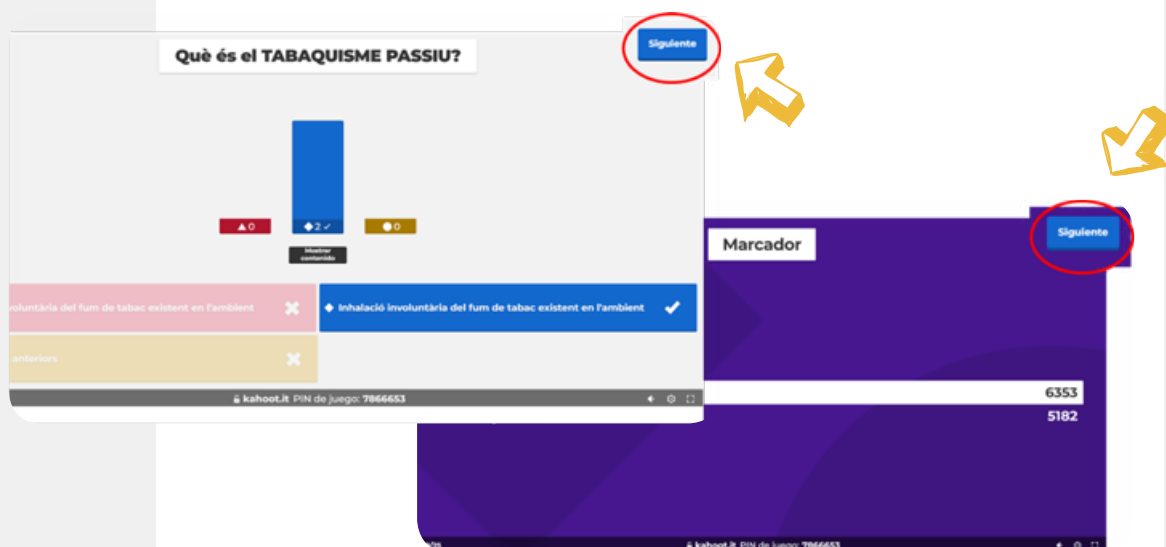 Què és el TABAQUISME PASSIU?
Siguiente
0
2
0
Mostrar
contenido
voluntària del fum de tabac existent en l'ambient
Inhalació involuntària del fum de tabac existent en l'ambient
anteriors
kahoot.it PIN de juego: 7866653
Marcador
Siguiente
6353
5182
kahoot.it PIN de juego: 7866653